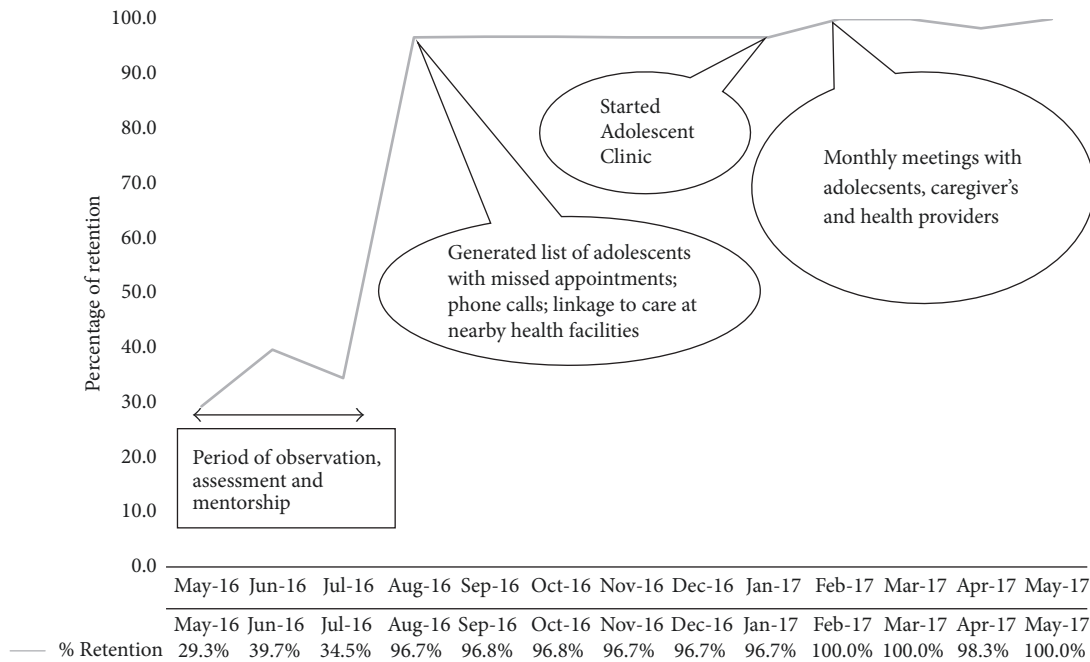 100.0
90.0
80.0
70.0
60.0
50.0
40.0
30.0
20.0
10.0
0.0
Percentage of retention
Started
Adolescent
Clinic
Monthly meetings with
adolecsents, caregiver's
and health providers
Generated list of adolescents
with missed appointments;
phone calls; linkage to care at
nearby health facilities
Period of observation,
assessment and
mentorship
May-16 Jun-16 Jul-16 Aug-16 Sep-16 Oct-16 Nov-16 Dec-16 Jan-17 Feb-17 Mar-17 Apr-17 May-17
May-16 Jun-16 Jul-16 Aug-16 Sep-16 Oct-16 Nov-16 Dec-16 Jan-17 Feb-17 Mar-17 Apr-17 May-17
% Retention 29.3% 39.7% 34.5% 96.7% 96.8% 96.8% 96.7% 96.7% 96.7% 100.0% 100.0% 98.3% 100.0%